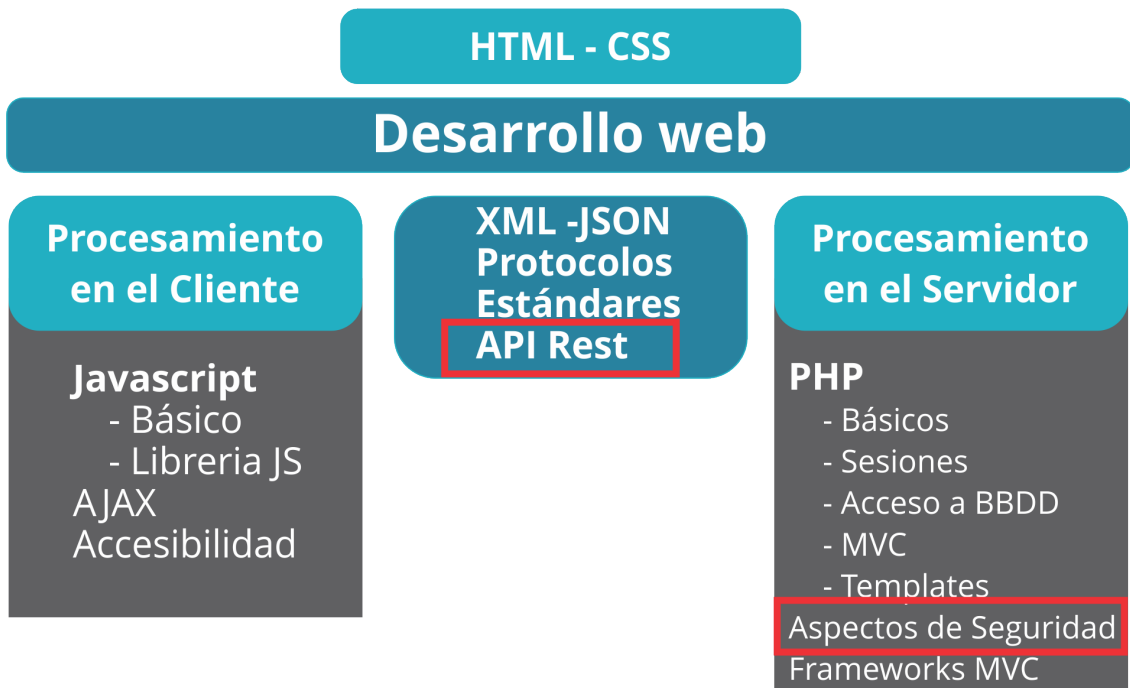 HTML - CSS
Desarrollo web
Procesamiento
en el Cliente
Javascript
- Básico
- Libreria JS
AJAX
Accesibilidad
XML -JSON
Protocolos
Estándares
API Rest
Procesamiento
en el Servidor
PHP
- Básicos
- Sesiones
- Acceso a BBDD
- MVC
- Templates
Aspectos de Seguridad
Frameworks MVC